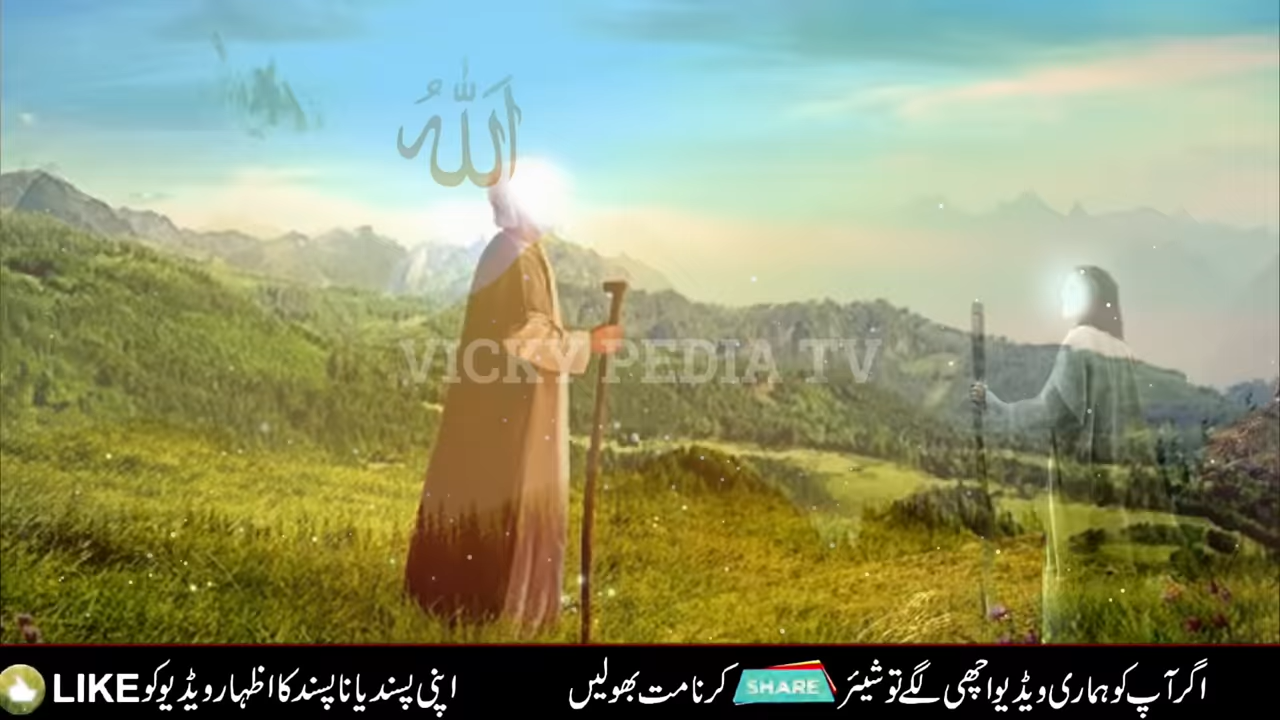 اَللّٰهُ
VICKY PEDIA TV
اگر آپ کو ہماری ویڈیو اچھی لگے تو شیئر SHARE کرنا مت بھولیں
اپنی پسند یا ناپسند کا اظہار ویڈیو کو LIKE